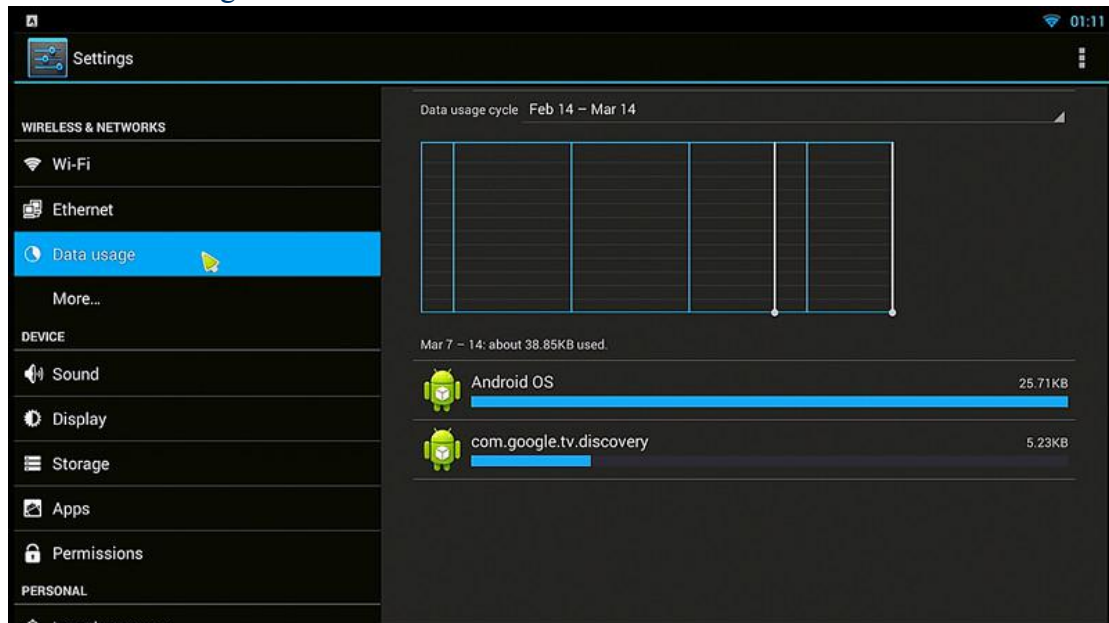 01:11
Settings
WIRELESS & NETWORKS
Wi-Fi
Ethernet
Data usage
More...
DEVICE
Sound
Display
Storage
Apps
Permissions
PERSONAL
Data usage cycle Feb 14 – Mar 14
Mar 7 – 14: about 38.85KB used.
Android OS 25.71KB
com.google.tv.discovery 5.23KB